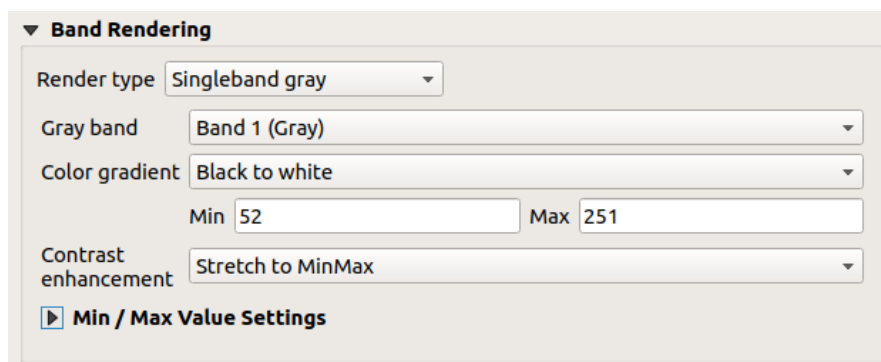 Band Rendering
Render type Singleband gray
Gray band Band 1 (Gray)
Color gradient Black to white
Min 52 Max 251
Contrast enhancement Stretch to MinMax
Min / Max Value Settings